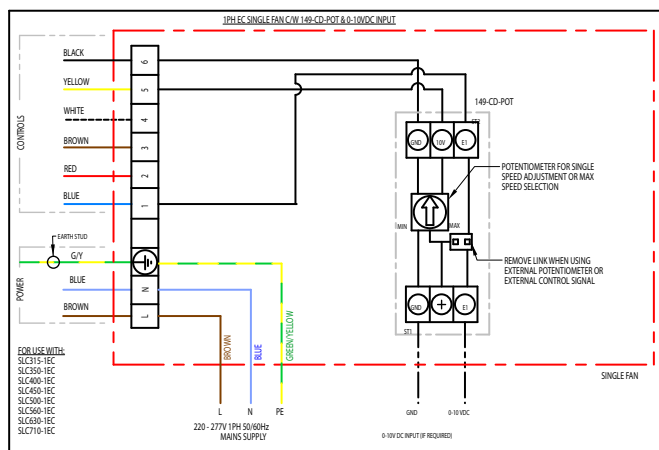 1PH EC SINGLE FAN C/W 149-CD-POT & 0-10VDC INPUT
CONTROLS
BLACK
YELLOW
WHITE
BROWN
RED
BLUE
6
5
4
3
2
1
EARTH STUD
G/Y
POWER
BLUE
N
BROWN
L
149-CD-POT
ST2
GND
10V
E1
POTENTIOMETER FOR SINGLE
SPEED ADJUSTMENT OR MAX
SPEED SELECTION
MIN
MAX
REMOVE LINK WHEN USING
EXTERNAL POTENTIOMETER OR
EXTERNAL CONTROL SIGNAL
GND
+
E1
ST1
BROWN
BLUE
GREEN/YELLOW
FOR USE WITH:
SLC315-1EC
SLC350-1EC
SLC400-1EC
SLC450-1EC
SLC500-1EC
SLC560-1EC
SLC630-1EC
SLC710-1EC
SINGLE FAN
L
N
PE
GND
0-10 VDC
220 - 277V 1PH 50/60Hz
MAINS SUPPLY
0-10V DC INPUT (IF REQUIRED)